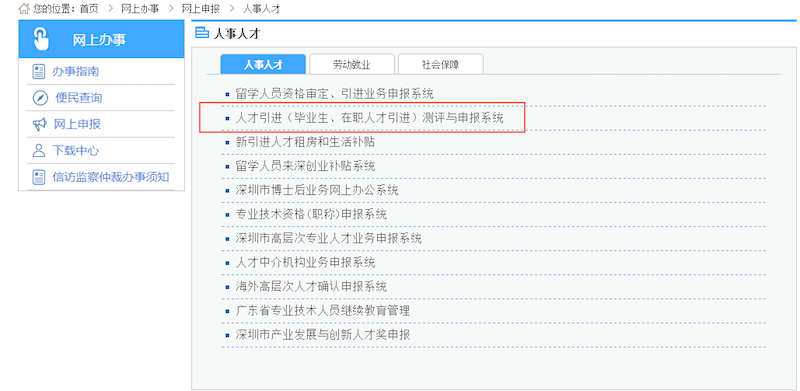 您的位置：首页 > 网上办事 > 网上申报 > 人事人才
网上办事
办事指南
便民查询
网上申报
下载中心
信访监察仲裁办事须知
人事人才
人事人才 劳动就业 社会保障
留学人员资格审定、引进业务申报系统
人才引进（毕业生、在职人才引进）测评与申报系统
新引进人才租房和生活补贴
留学人员来深创业补贴系统
深圳市博士后业务网上办公系统
专业技术资格(职称)申报系统
深圳市高层次专业人才业务申报系统
人才中介机构业务申报系统
海外高层次人才确认申报系统
广东省专业技术人员继续教育管理
深圳市产业发展与创新人才奖申报